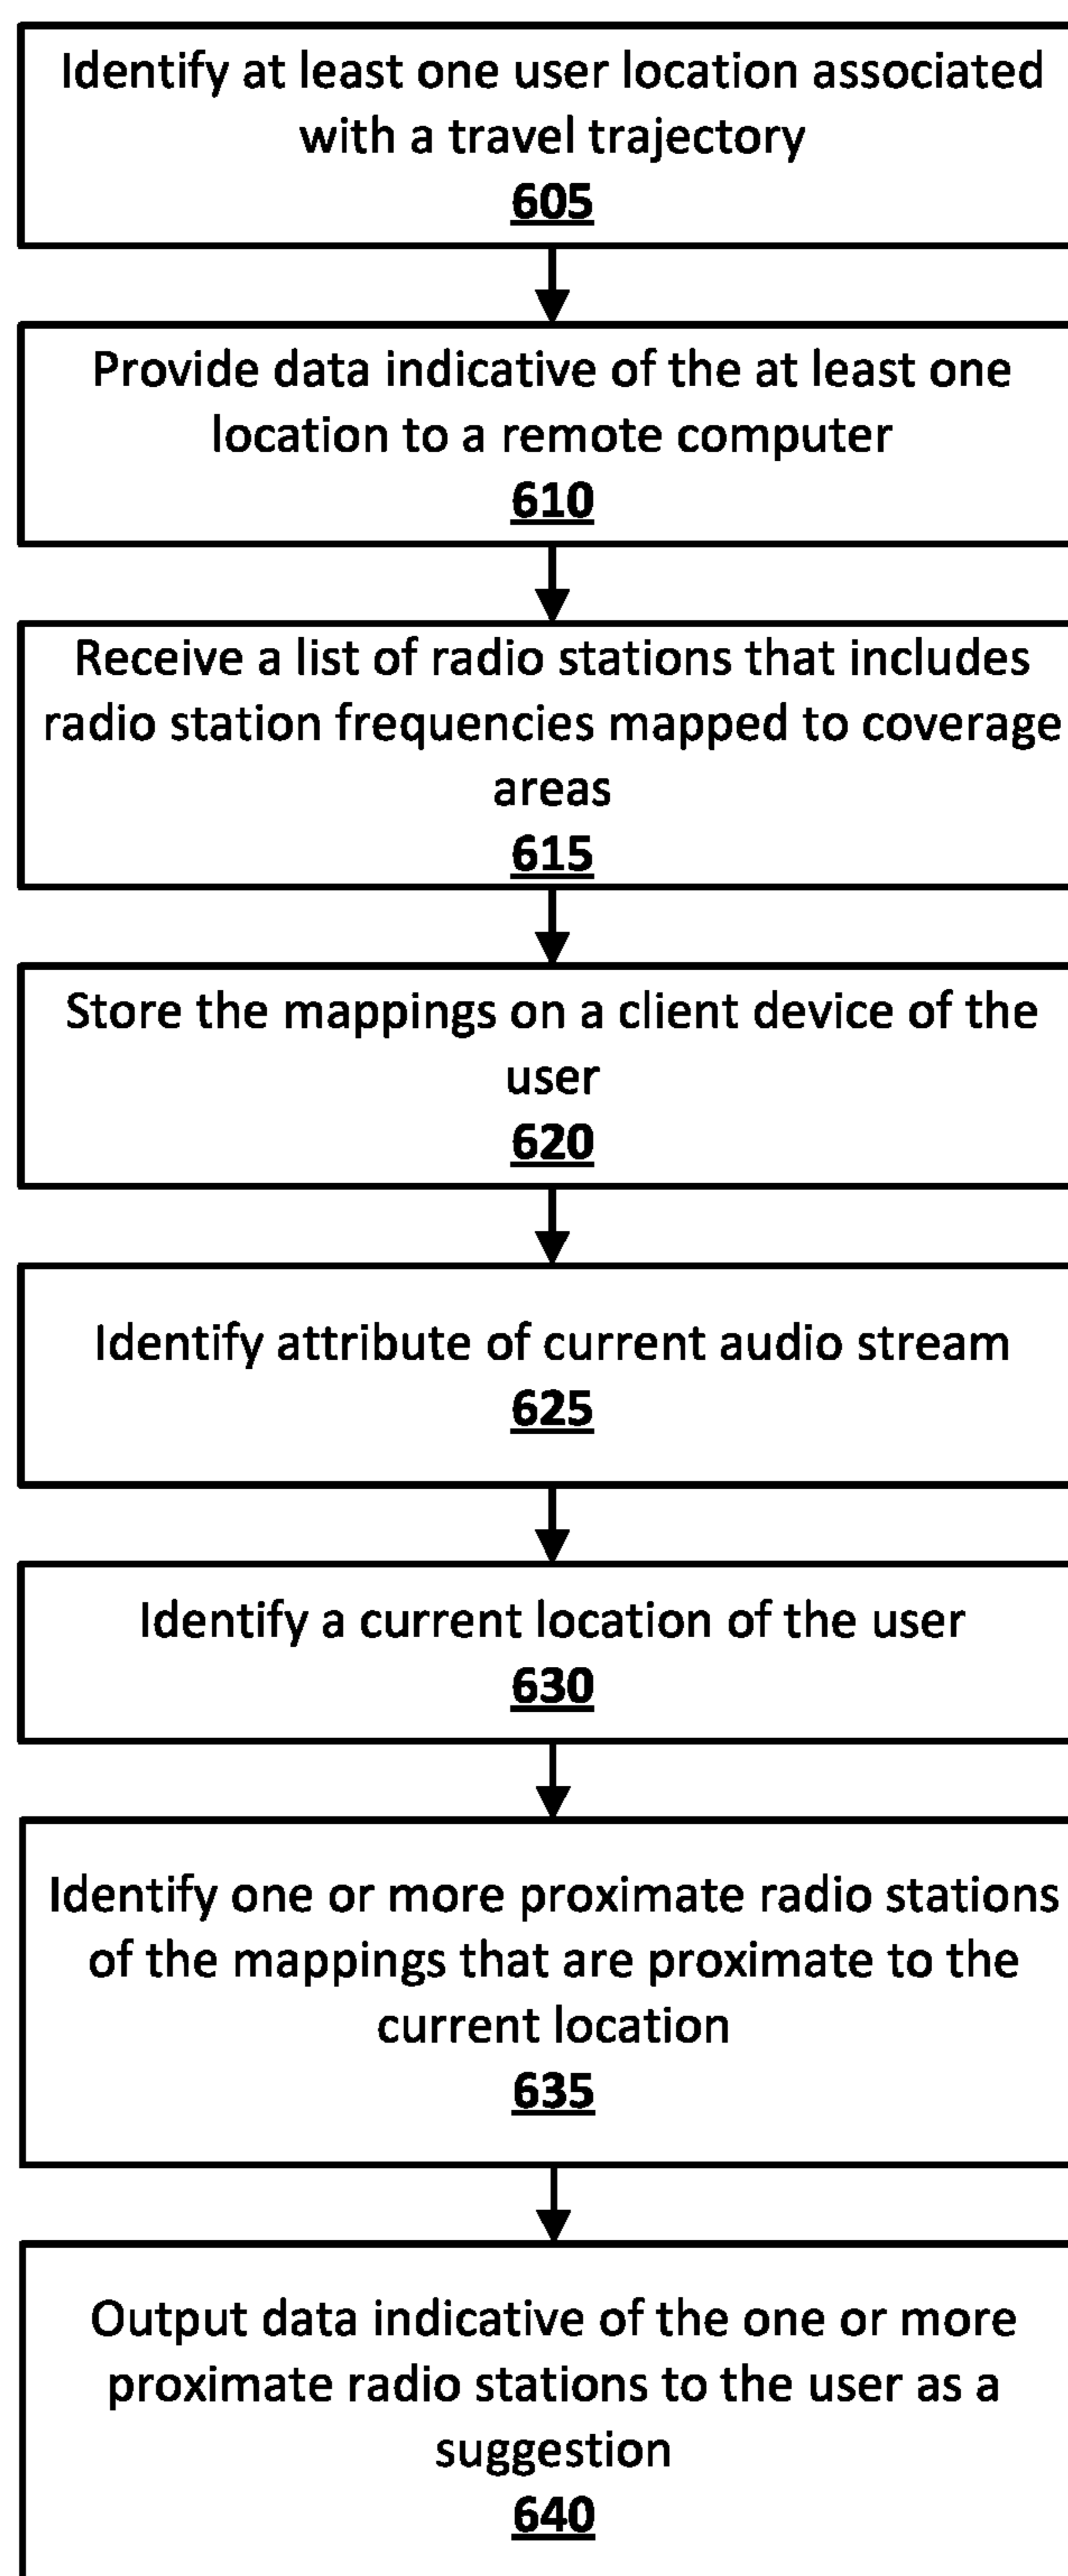 Identify at least one user location associated
with a travel trajectory
605
Provide data indicative of the at least one
location to a remote computer
610
Receive a list of radio stations that includes
radio station frequencies mapped to coverage
areas
615
Store the mappings on a client device of the
user
620
Identify attribute of current audio stream
625
Identify a current location of the user
630
Identify one or more proximate radio stations
of the mappings that are proximate to the
current location
635
Output data indicative of the one or more
proximate radio stations to the user as a
suggestion
640